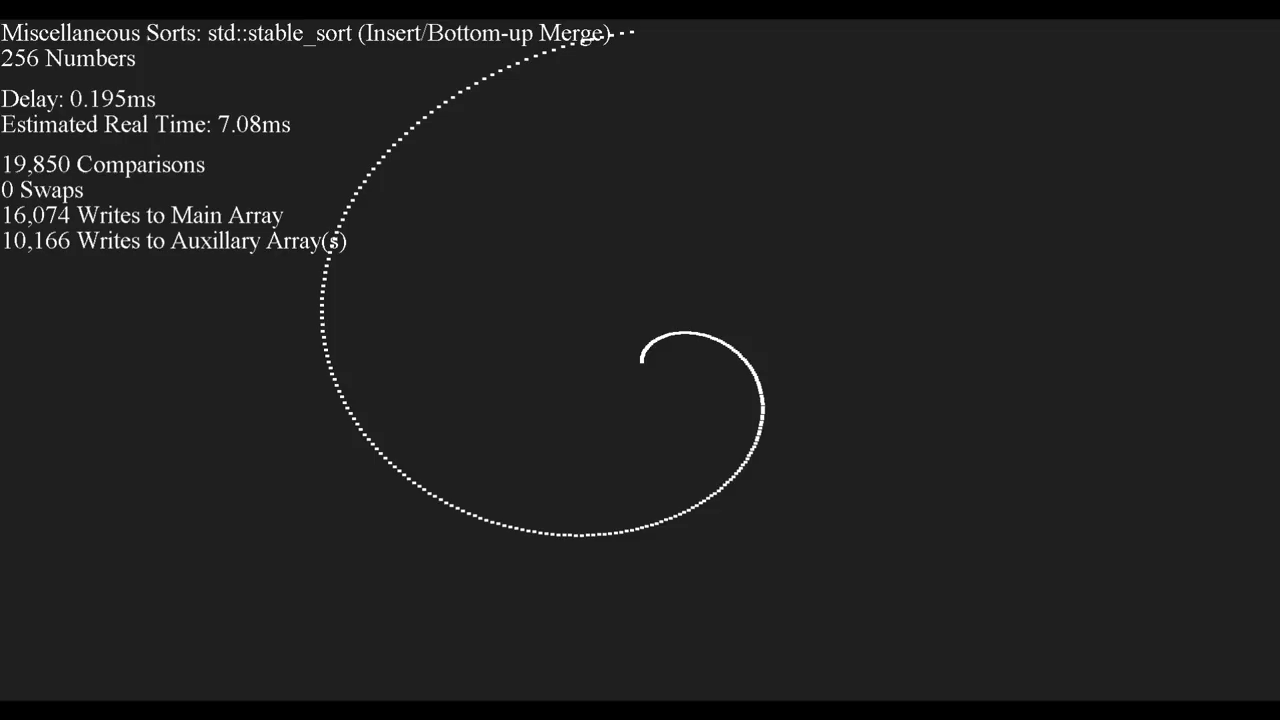 Miscellaneous Sorts: std::stable_sort (Insert/Bottom-up Merge)
256 Numbers
Delay: 0.195ms
Estimated Real Time: 7.08ms
19,850 Comparisons
0 Swaps
16,074 Writes to Main Array
10,166 Writes to Auxillary Array(s)